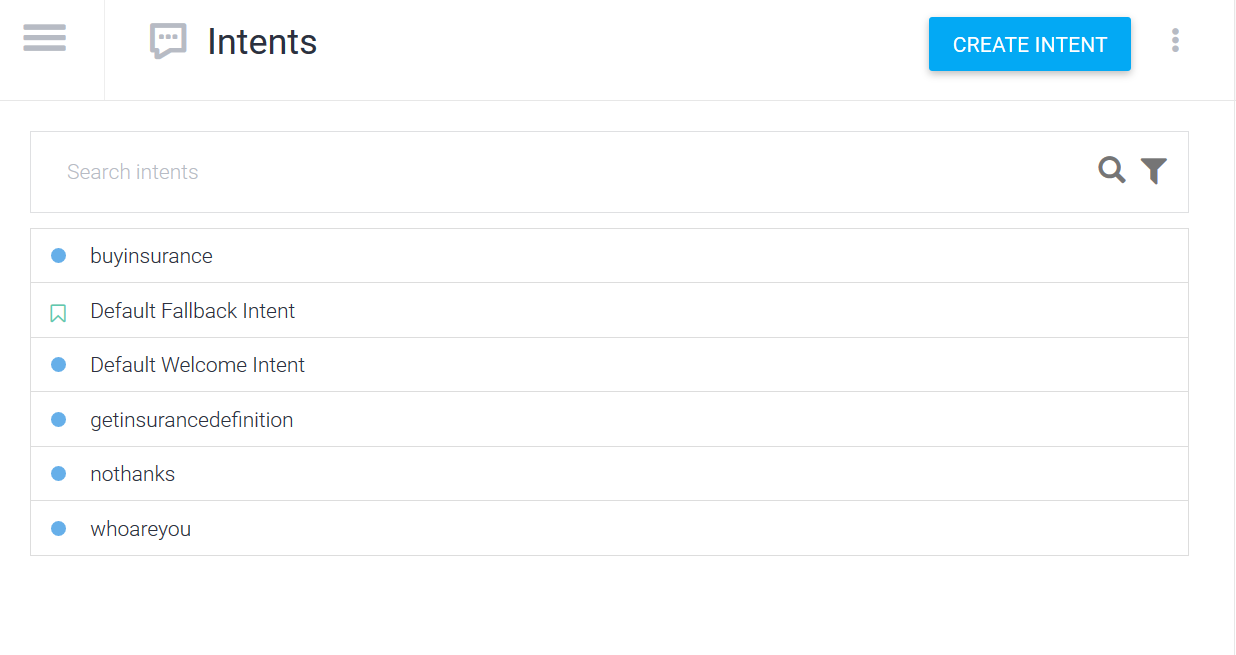 Intents
CREATE INTENT
Search intents
buyinsurance
Default Fallback Intent
Default Welcome Intent
getinsurancedefinition
nothanks
whoareyou